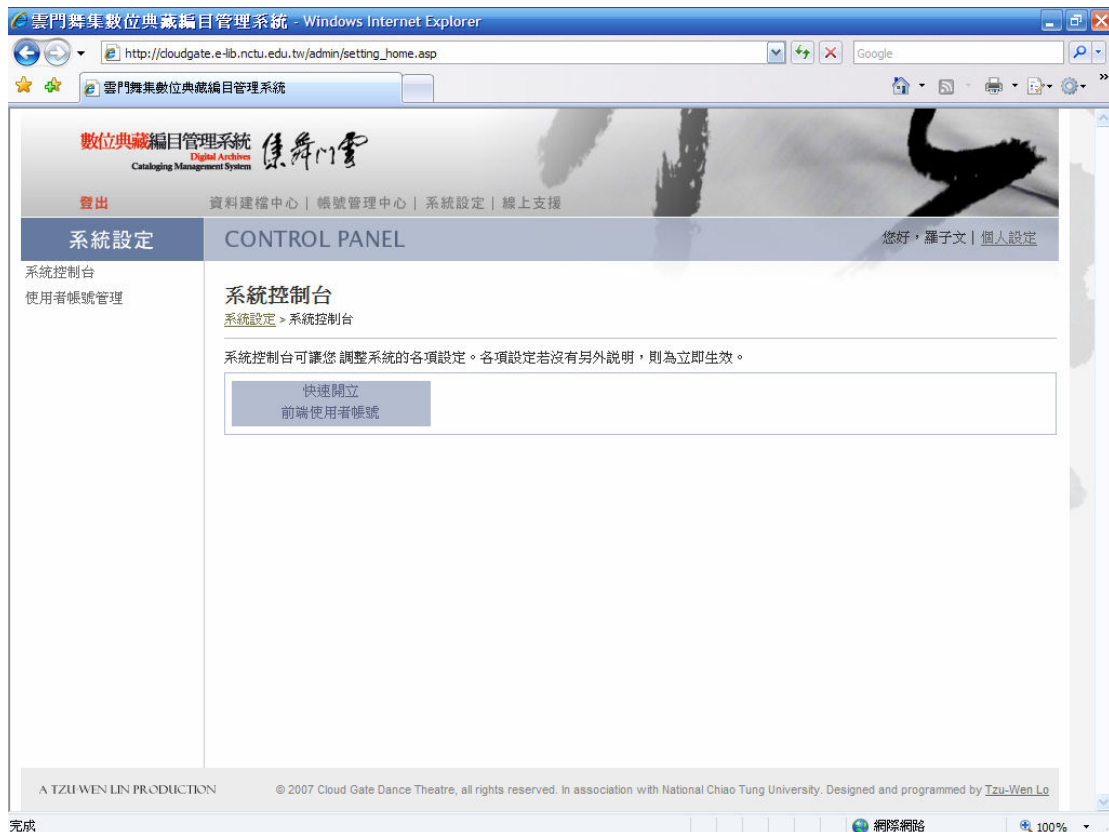 雲門舞集數位典藏編目管理系統 - Windows Internet Explorer
http://cloudgate.e-lib.nctu.edu.tw/admin/setting_home.asp
Google
雲門舞集數位典藏編目管理系統
數位典藏編目管理系統
Digital Archives
Cataloging Management System
集舞門雲
登出
資料建檔中心 | 帳號管理中心 | 系統設定 | 線上支援
系統設定
CONTROL PANEL
您好，羅子文 | 個人設定
系統控制台
使用者帳號管理
系統控制台
系統設定 > 系統控制台
系統控制台可讓您 調整系統的各項設定。各項設定若沒有另外說明，則為立即生效。
快速開立
前端使用者帳號
A TZU-WEN LIN PRODUCTION
© 2007 Cloud Gate Dance Theatre, all rights reserved. In association with National Chiao Tung University. Designed and programmed by Tzu-Wen Lo
完成
網際網路
100%